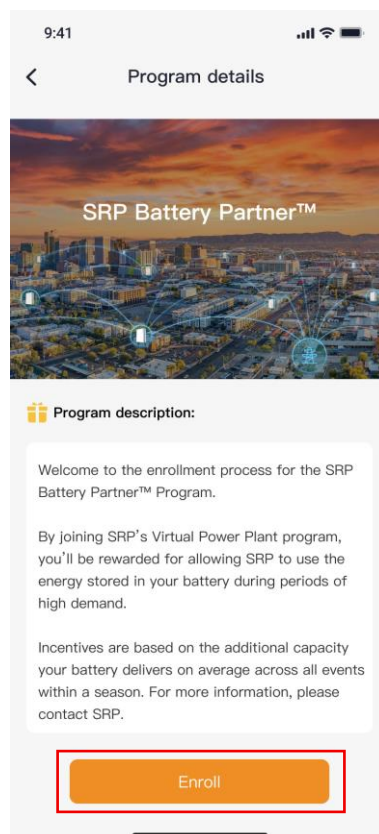 9:41
Program details
SRP Battery Partner™
Program description:
Welcome to the enrollment process for the SRP
Battery Partner™ Program.
By joining SRP's Virtual Power Plant program,
you'll be rewarded for allowing SRP to use the
energy stored in your battery during periods of
high demand.
Incentives are based on the additional capacity
your battery delivers on average across all events
within a season. For more information, please
contact SRP.
Enroll